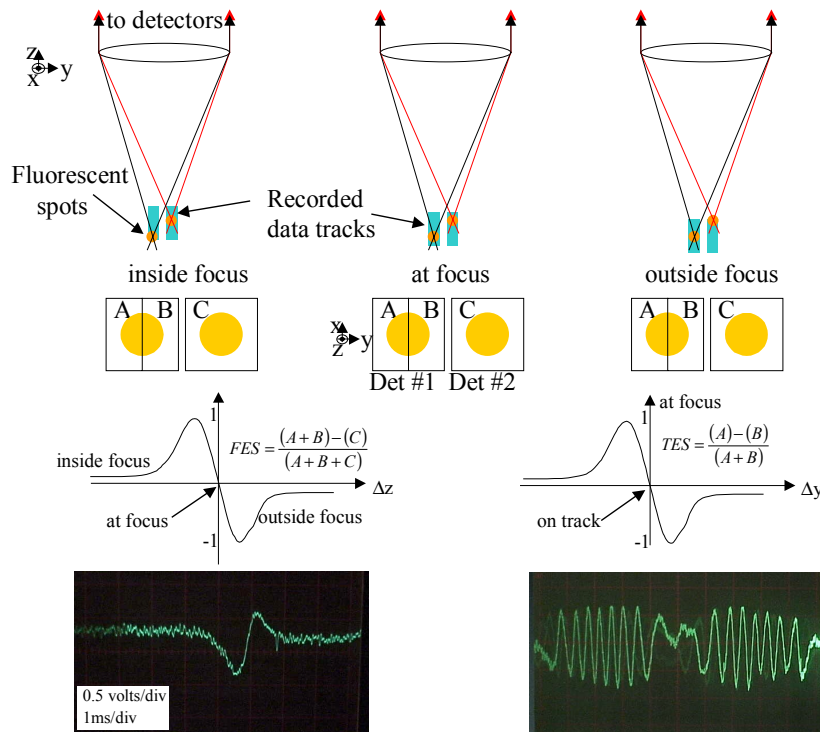 to detectors
z
y
x
Fluorescent
spots
Recorded
data tracks
inside focus
at focus
outside focus
A B C
A B C
A B C
x
z y
Det #1 Det #2
1
inside focus
FES = (A+B)−(C) / (A+B+C)
Δz
at focus
outside focus
-1
at focus
1
TES = (A)−(B) / (A+B)
Δy
on track
-1
0.5 volts/div
1ms/div